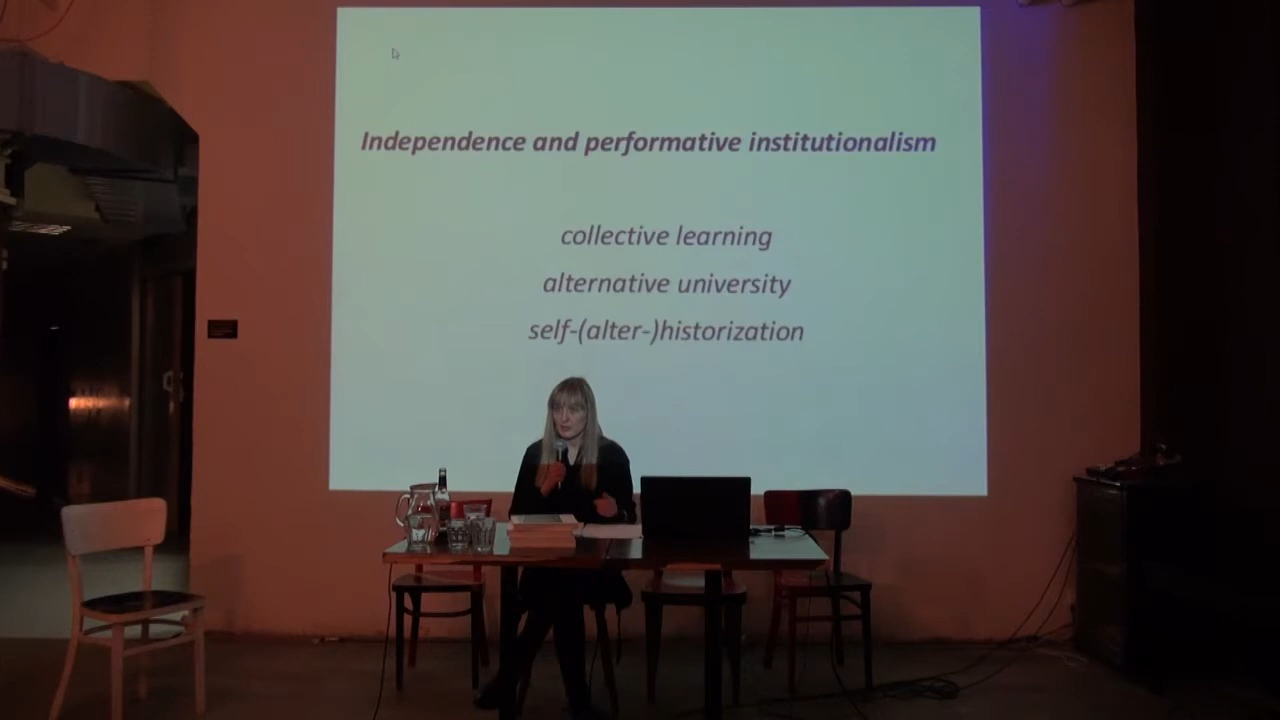 Independence and performative institutionalism
collective learning
alternative university
self-(alter-)historization